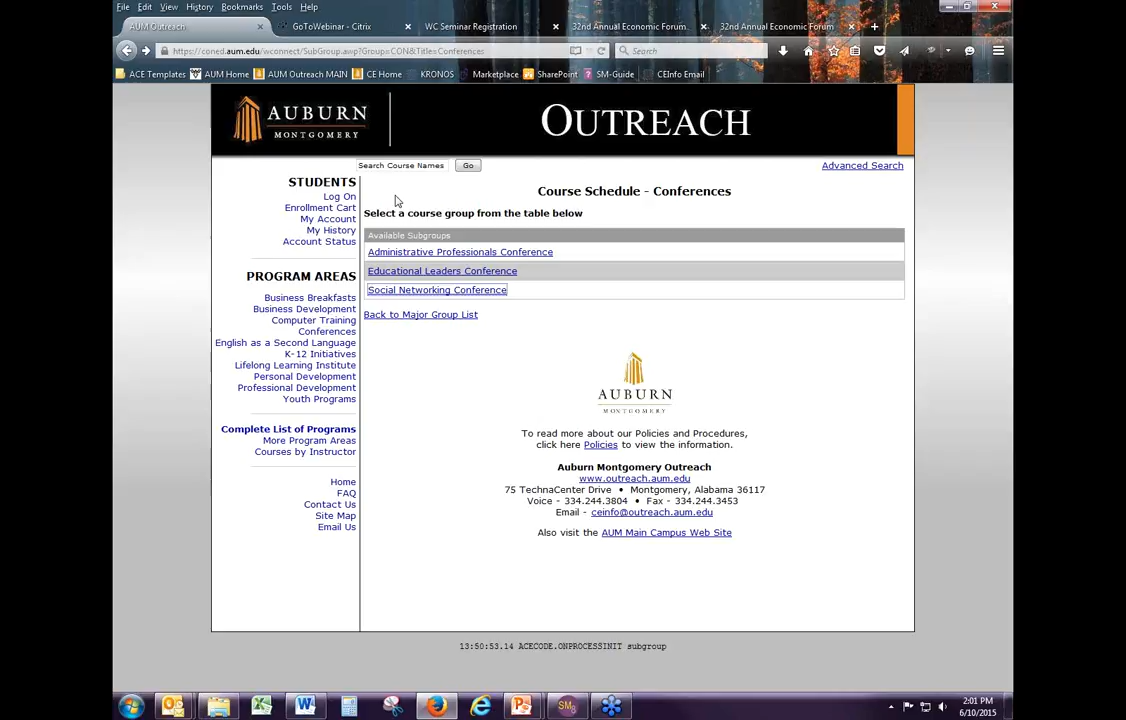 File Edit View History Bookmarks Tools Help
AUM Outreach × GoToWebinar - Citrix × WC Seminar Registration × 32nd Annual Economic Forum... × 32nd Annual Economic Forum × +
https://coned.aum.edu/wconnect/SubGroup.awp?Group=CON&Title=Conferences Search
ACE Templates AUM Home AUM Outreach MAIN CE Home KRONOS Marketplace SharePoint SM-Guide CEInfo Email
AUBURN
MONTGOMERY
OUTREACH
Search Course Names Go Advanced Search
STUDENTS
Log On
Enrollment Cart
My Account
My History
Account Status
PROGRAM AREAS
Business Breakfasts
Business Development
Computer Training
Conferences
English as a Second Language
K-12 Initiatives
Lifelong Learning Institute
Personal Development
Professional Development
Youth Programs
Complete List of Programs
More Program Areas
Courses by Instructor
Home
FAQ
Contact Us
Site Map
Email Us
Course Schedule - Conferences
Select a course group from the table below
Available Subgroups
Administrative Professionals Conference
Educational Leaders Conference
Social Networking Conference
Back to Major Group List
AUBURN
MONTGOMERY
To read more about our Policies and Procedures,
click here Policies to view the information.
Auburn Montgomery Outreach
www.outreach.aum.edu
75 TechnaCenter Drive • Montgomery, Alabama 36117
Voice - 334.244.3804 • Fax - 334.244.3453
Email - ceinfo@outreach.aum.edu
Also visit the AUM Main Campus Web Site
13:50:53.14 ACECODE.ONPROCESSINIT subgroup
2:01 PM
6/10/2015